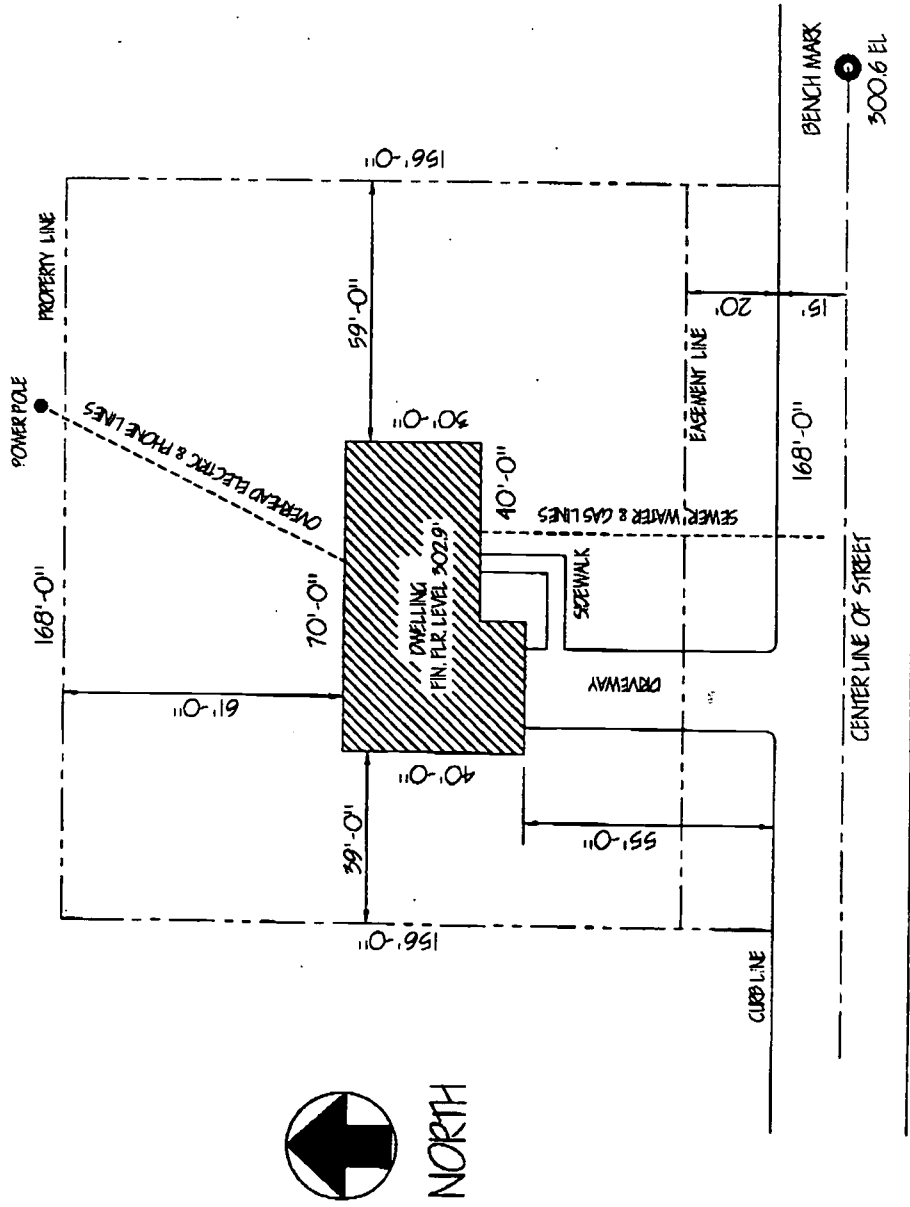 POWER POLE
PROPERTY LINE
168'-0"
OVERHEAD ELECTRIC & PHONE LINES
156'-0"
156'-0"
61'-0"
70'-0"
59'-0"
39'-0"
DWELLING
FIN. FLR. LEVEL 302.9'
30'-0"
40'-0"
40'-0"
SIDEWALK
SEWER, WATER & GAS LINES
DRIVEWAY
55'-0"
EASEMENT LINE
20'
15'
168'-0"
CURB LINE
CENTER LINE OF STREET
BENCH MARK
300.6 EL
NORTH